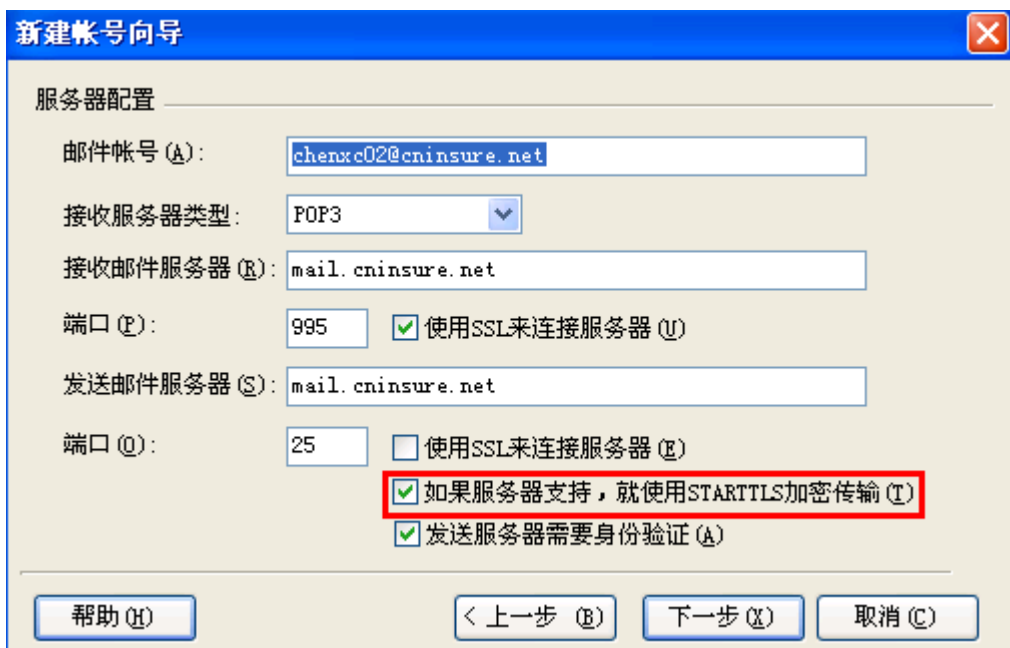 新建帐号向导
服务器配置
邮件帐号(A): chenxc02@cninsure.net
接收服务器类型: POP3
接收邮件服务器(R): mail.cninsure.net
端口(P): 995 使用SSL来连接服务器(U)
发送邮件服务器(S): mail.cninsure.net
端口(O): 25 使用SSL来连接服务器(E)
如果服务器支持，就使用STARTTLS加密传输(T)
发送服务器需要身份验证(A)
帮助(H) < 上一步 (B) 下一步(X) 取消(C)